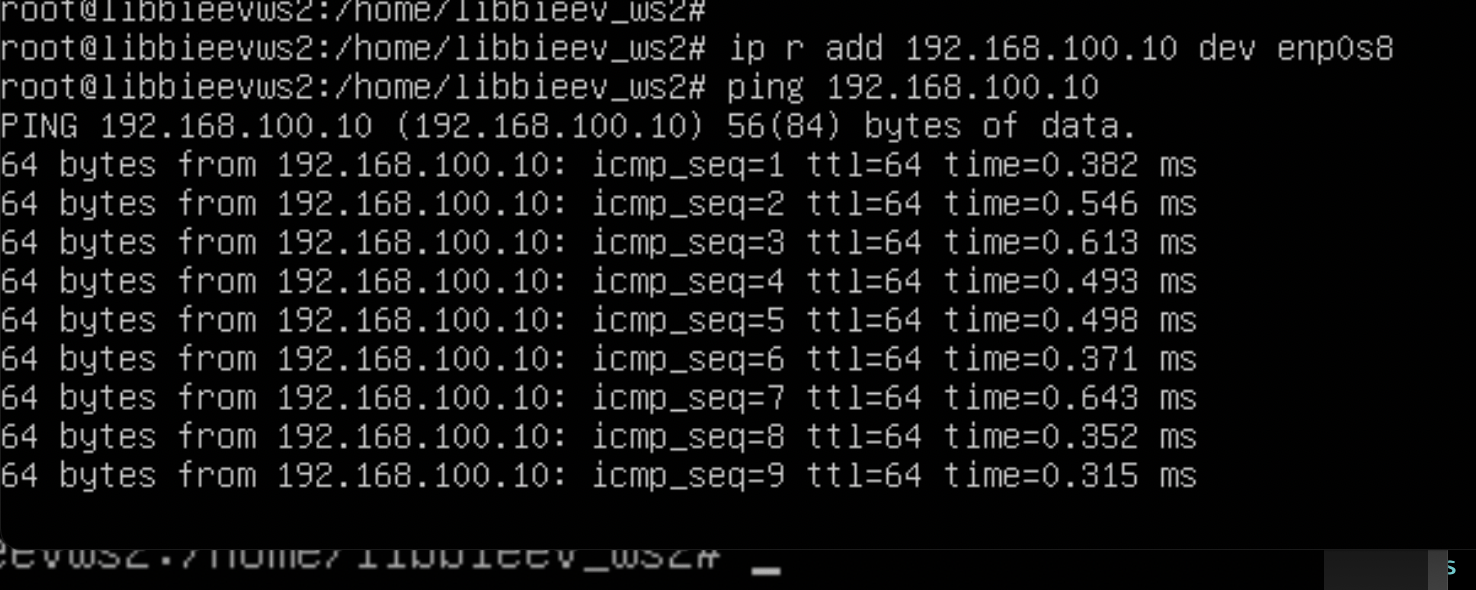 root@libbieevws2:/home/libbieev_ws2#
root@libbieevws2:/home/libbieev_ws2# ip r add 192.168.100.10 dev enp0s8
root@libbieevws2:/home/libbieev_ws2# ping 192.168.100.10
PING 192.168.100.10 (192.168.100.10) 56(84) bytes of data.
64 bytes from 192.168.100.10: icmp_seq=1 ttl=64 time=0.382 ms
64 bytes from 192.168.100.10: icmp_seq=2 ttl=64 time=0.546 ms
64 bytes from 192.168.100.10: icmp_seq=3 ttl=64 time=0.613 ms
64 bytes from 192.168.100.10: icmp_seq=4 ttl=64 time=0.493 ms
64 bytes from 192.168.100.10: icmp_seq=5 ttl=64 time=0.498 ms
64 bytes from 192.168.100.10: icmp_seq=6 ttl=64 time=0.371 ms
64 bytes from 192.168.100.10: icmp_seq=7 ttl=64 time=0.643 ms
64 bytes from 192.168.100.10: icmp_seq=8 ttl=64 time=0.352 ms
64 bytes from 192.168.100.10: icmp_seq=9 ttl=64 time=0.315 ms
eevws2:/home/libbieev_ws2# _
s